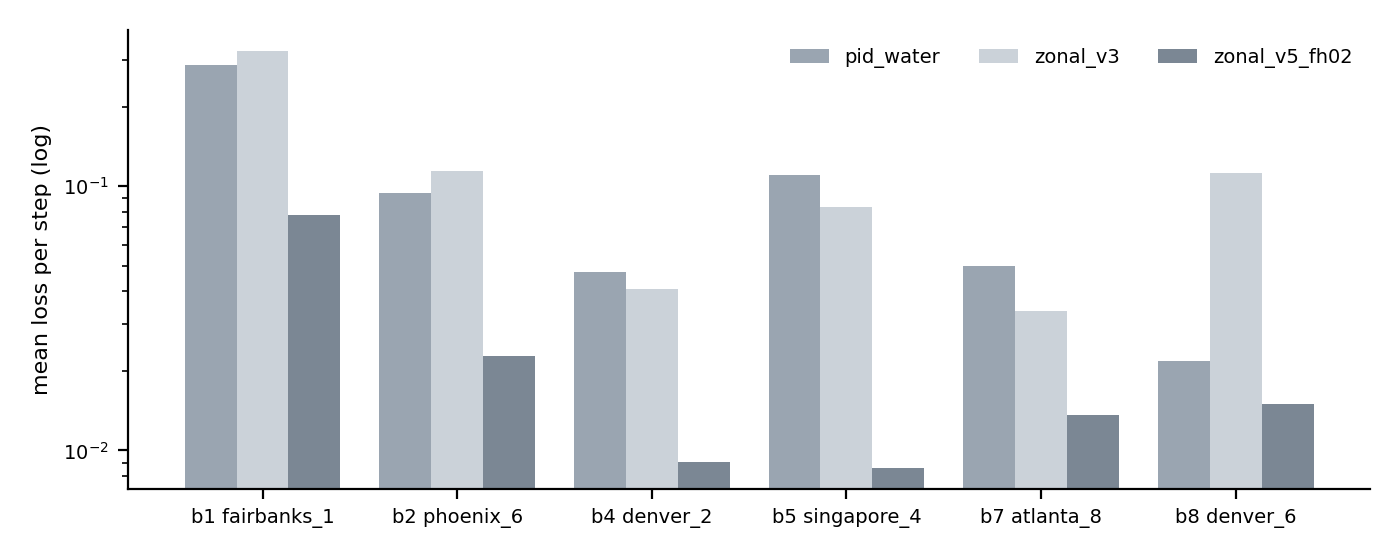 pid_water zonal_v3 zonal_v5_fh02
mean loss per step (log)
10⁻¹
10⁻²
b1 fairbanks_1 b2 phoenix_6 b4 denver_2 b5 singapore_4 b7 atlanta_8 b8 denver_6